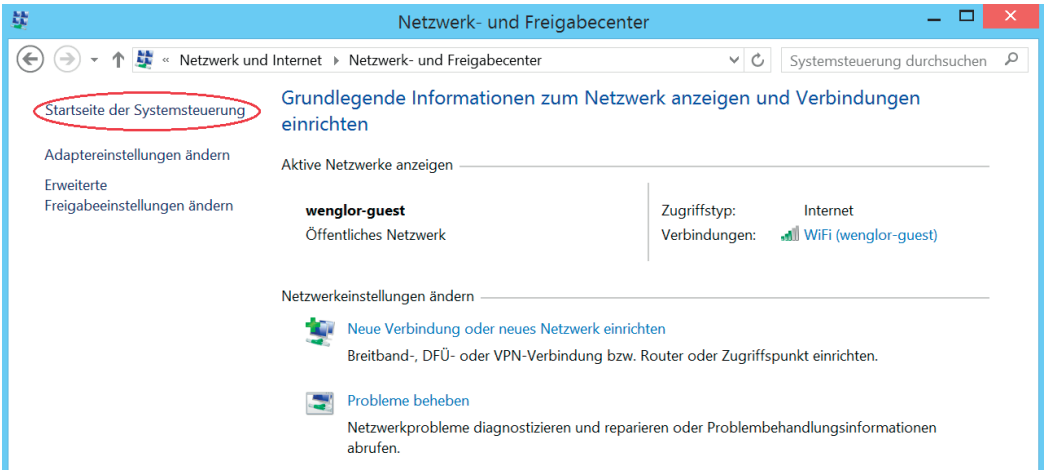 Netzwerk- und Freigabecenter
« Netzwerk und Internet Netzwerk- und Freigabecenter
Systemsteuerung durchsuchen
Startseite der Systemsteuerung
Adaptereinstellungen ändern
Erweiterte
Freigabeeinstellungen ändern
Grundlegende Informationen zum Netzwerk anzeigen und Verbindungen
einrichten
Aktive Netzwerke anzeigen
wenglor-guest
Öffentliches Netzwerk
Zugriffstyp: Internet
Verbindungen: WiFi (wenglor-guest)
Netzwerkeinstellungen ändern
Neue Verbindung oder neues Netzwerk einrichten
Breitband-, DFÜ- oder VPN-Verbindung bzw. Router oder Zugriffspunkt einrichten.
Probleme beheben
Netzwerkprobleme diagnostizieren und reparieren oder Problembehandlungsinformationen
abrufen.